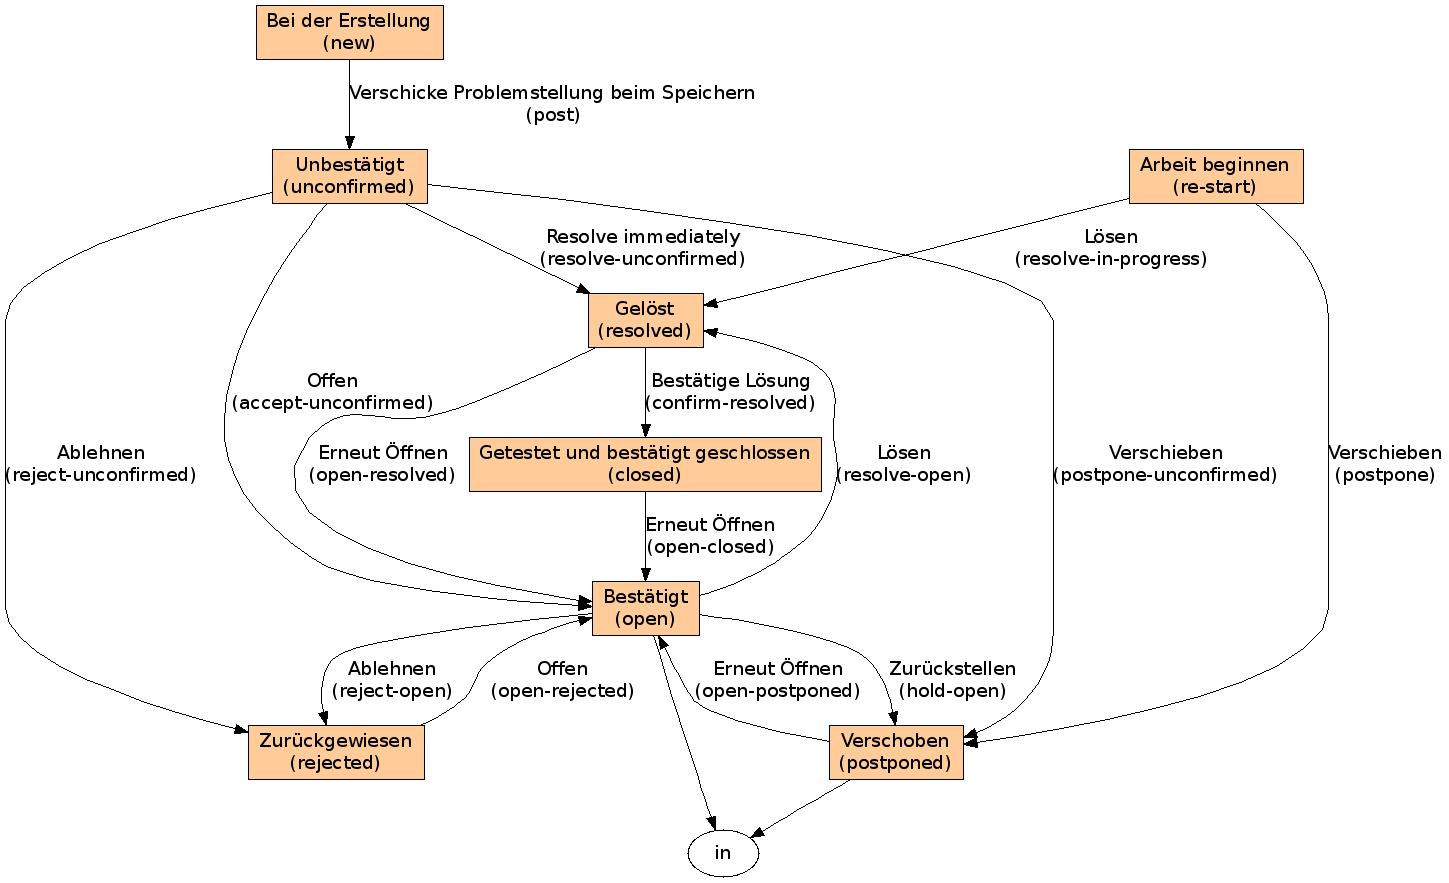 Bei der Erstellung
(new)
Verschicke Problemstellung beim Speichern
(post)
Unbestätigt
(unconfirmed)
Arbeit beginnen
(re-start)
Resolve immediately
(resolve-unconfirmed)
Lösen
(resolve-in-progress)
Gelöst
(resolved)
Offen
(accept-unconfirmed)
Bestätige Lösung
(confirm-resolved)
Ablehnen
(reject-unconfirmed)
Erneut Öffnen
(open-resolved)
Getestet und bestätigt geschlossen
(closed)
Lösen
(resolve-open)
Verschieben
(postpone-unconfirmed)
Verschieben
(postpone)
Erneut Öffnen
(open-closed)
Bestätigt
(open)
Ablehnen
(reject-open)
Offen
(open-rejected)
Erneut Öffnen
(open-postponed)
Zurückstellen
(hold-open)
Zurückgewiesen
(rejected)
Verschoben
(postponed)
in